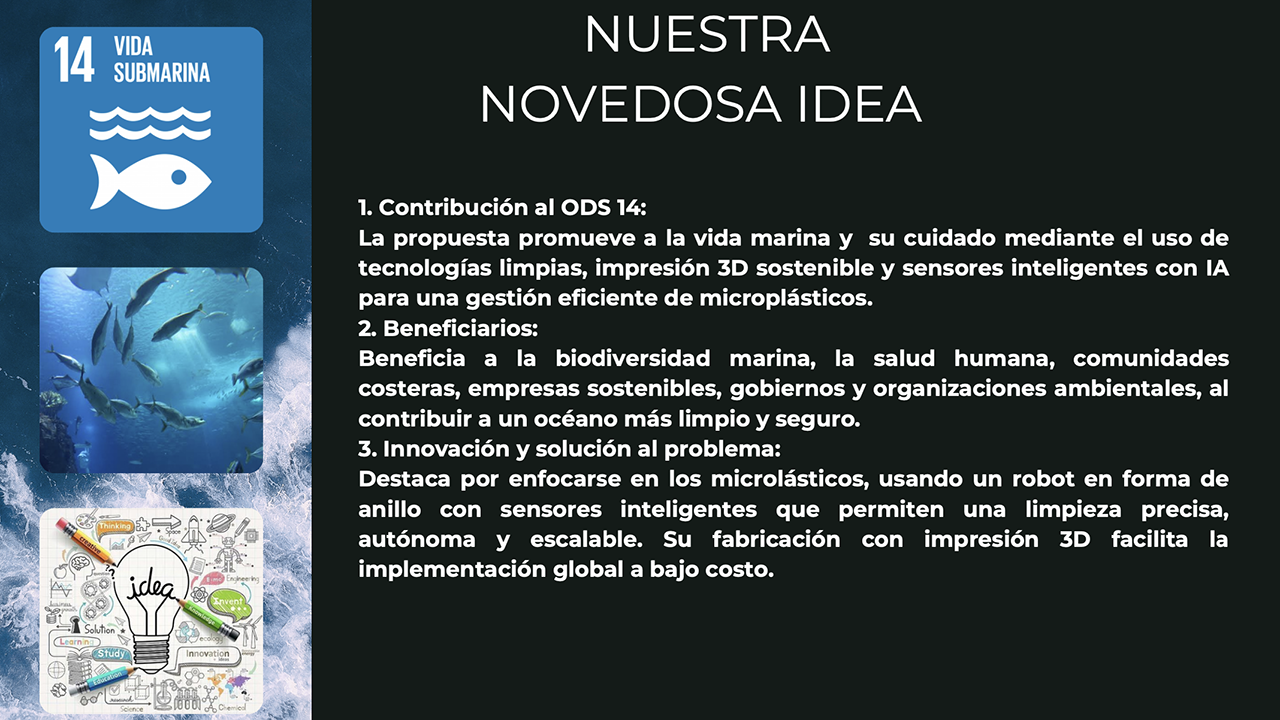 14 VIDA
SUBMARINA
NUESTRA
NOVEDOSA IDEA
1. Contribución al ODS 14:
La propuesta promueve a la vida marina y  su cuidado mediante el uso de
tecnologías limpias, impresión 3D sostenible y sensores inteligentes con IA
para una gestión eficiente de microplásticos.
2. Beneficiarios:
Beneficia a la biodiversidad marina, la salud humana, comunidades
costeras, empresas sostenibles, gobiernos y organizaciones ambientales, al
contribuir a un océano más limpio y seguro.
3. Innovación y solución al problema:
Destaca por enfocarse en los microlásticos, usando un robot en forma de
anillo con sensores inteligentes que permiten una limpieza precisa,
autónoma y escalable. Su fabricación con impresión 3D facilita la
implementación global a bajo costo.
Thinking
Creative
idea
Engineering
Invent
Knowledge
Solution
ecology
Learning
Study
Innovation
Education
Science
Chemical